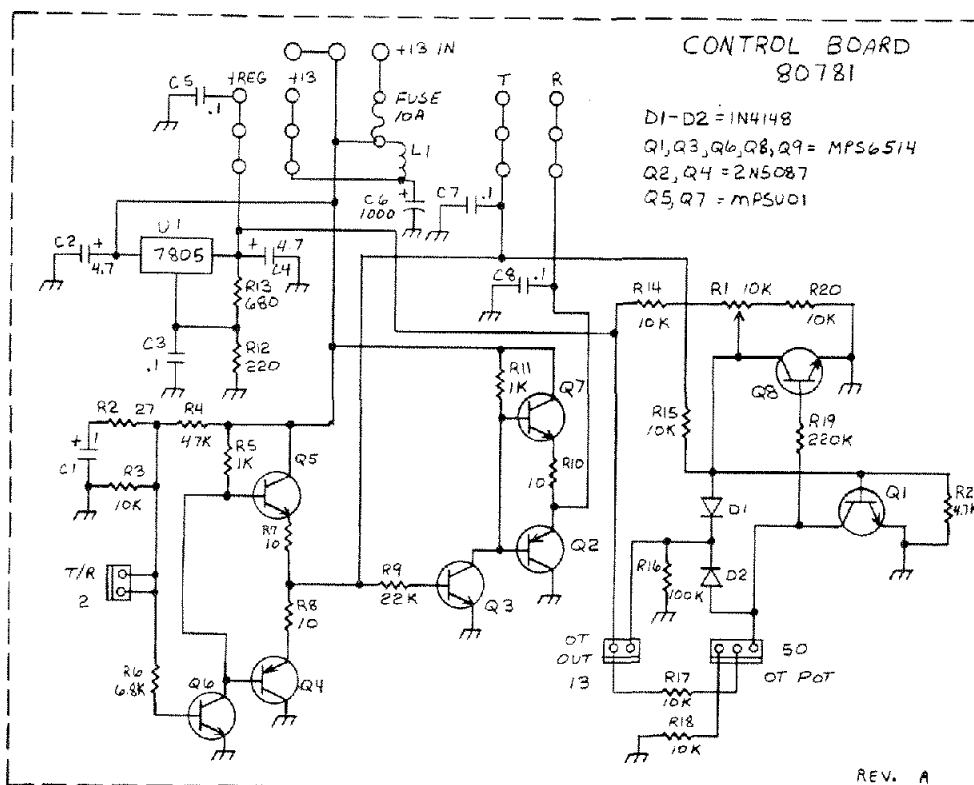 CONTROL BOARD
80781
D1-D2 = 1N4148
Q1,Q3,Q6,Q8,Q9 = MPS6514
Q2,Q4 = 2N5087
Q5,Q7 = MPSU01
+13 IN
+REG
+13
T
R
C5
.1
FUSE
10A
L1
C6
1000
+
C7
.1
C2
+
4.7
U1
7805
+
4.7
C4
R13
680
C8
.1
C3
.1
R12
220
R14
10K
R1
10K
R20
10K
R11
1K
Q7
Q8
R15
10K
R19
220K
R2
27
R4
47K
+
1
C1
R3
10K
R5
1K
Q5
R10
10
D1
Q1
R2
4.7K
R7
10
Q2
R16
100K
D2
T/R
2
R9
22K
Q3
R8
10
OT
OUT
13
50
OT POT
R6
6.8K
Q6
Q4
R17
10K
R18
10K
REV. A